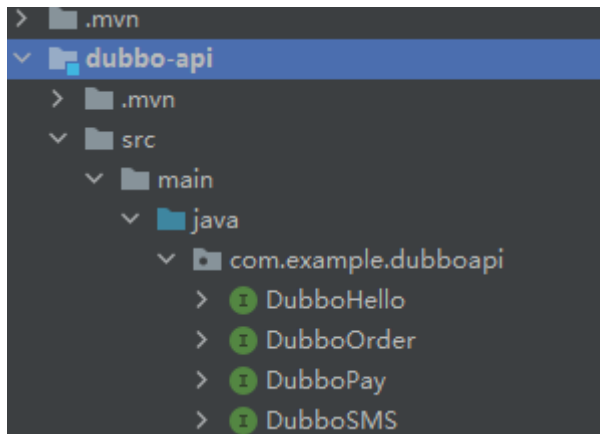 .mvn
dubbo-api
.mvn
src
main
java
com.example.dubboapi
I DubboHello
I DubboOrder
I DubboPay
I DubboSMS